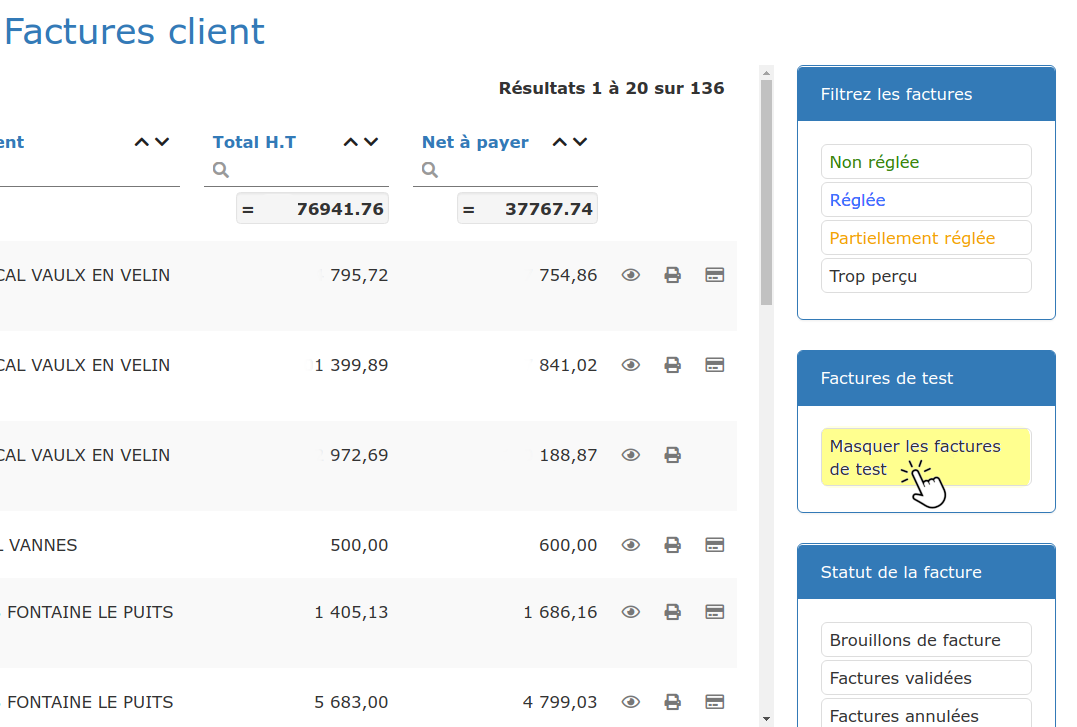 Factures client
Résultats 1 à 20 sur 136
ent Total H.T Net à payer
= 76941.76 = 37767.74
CAL VAULX EN VELIN 795,72 754,86
CAL VAULX EN VELIN 1 399,89 841,02
CAL VAULX EN VELIN 972,69 188,87
L VANNES 500,00 600,00
FONTAINE LE PUITS 1 405,13 1 686,16
FONTAINE LE PUITS 5 683,00 4 799,03
Filtrez les factures
Non réglée
Réglée
Partiellement réglée
Trop perçu
Factures de test
Masquer les factures
de test
Statut de la facture
Brouillons de facture
Factures validées
Factures annulées